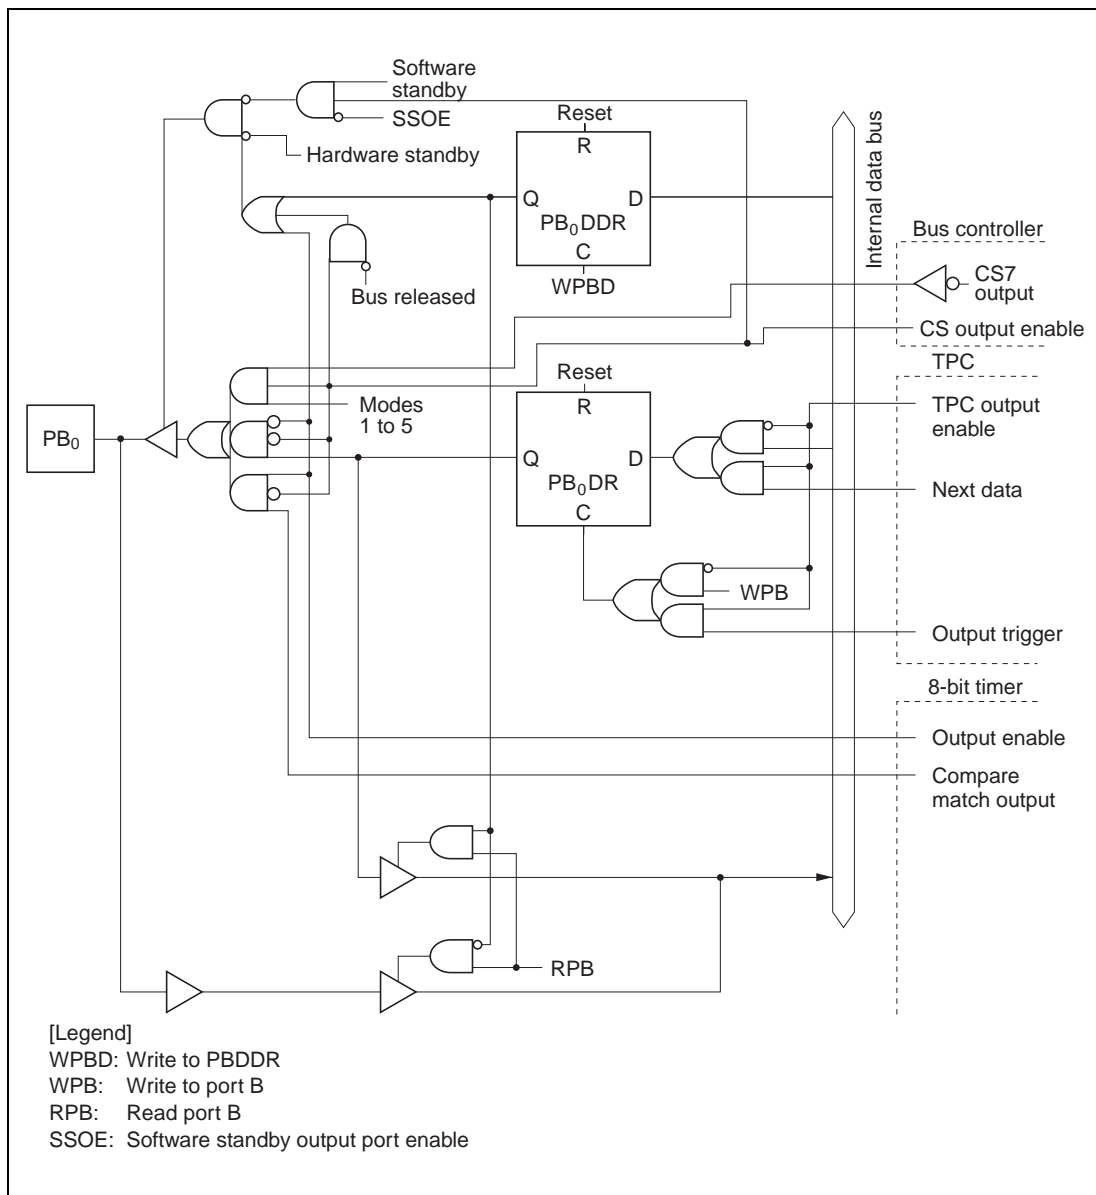 Software
standby
SSOE
Hardware standby
Reset
R
Q
D
PB0DDR
C
WPBD
Bus released
Internal data bus
Bus controller
CS7
output
CS output enable
TPC
Modes
1 to 5
Reset
R
Q
D
PB0DR
C
TPC output
enable
PB0
Next data
WPB
Output trigger
8-bit timer
Output enable
Compare
match output
RPB
[Legend]
WPBD: Write to PBDDR
WPB: Write to port B
RPB: Read port B
SSOE: Software standby output port enable